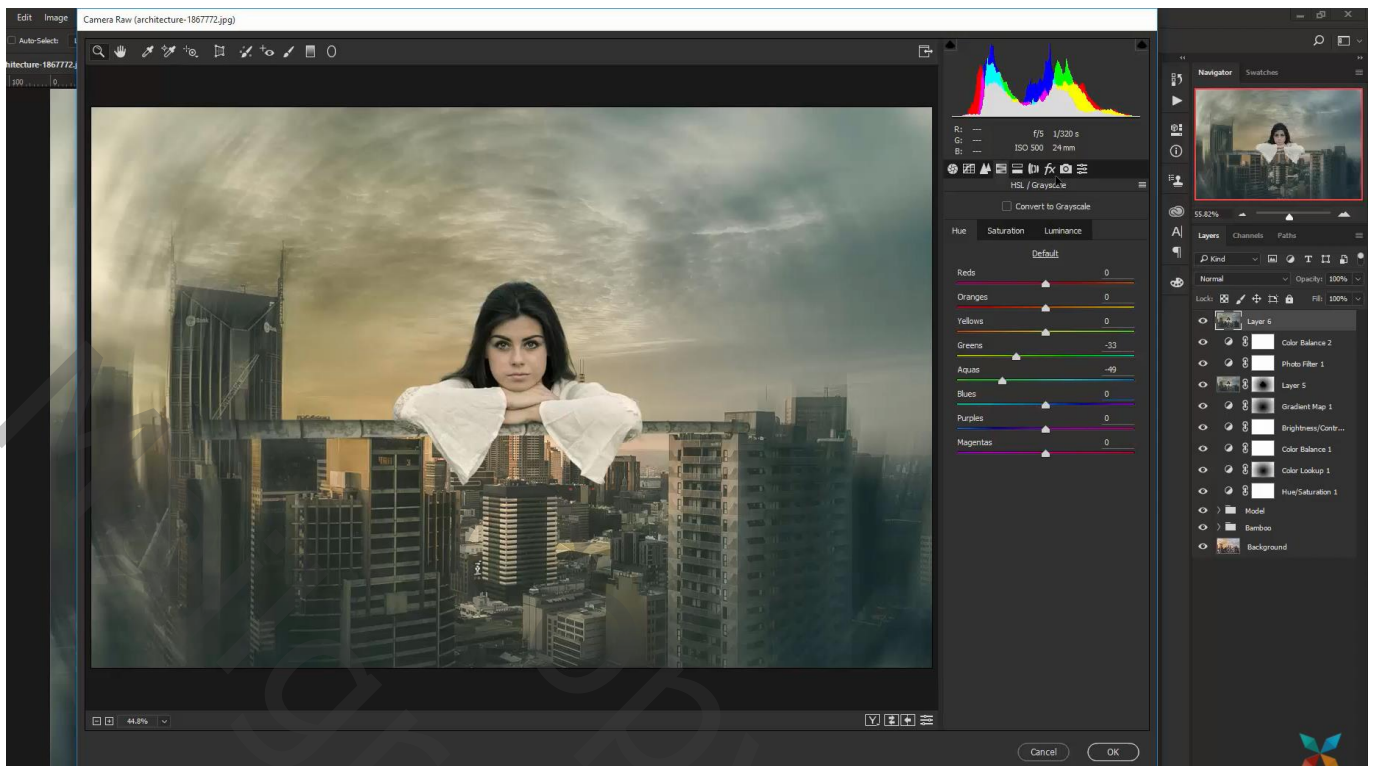 Edit Image
Camera Raw (architecture-1867772.jpg)
Auto-Select:
hitecture-1867772.j
100 0
R: ---
G: ---
B: ---
f/5 1/320 s
ISO 500 24 mm
HSL / Grayscale
Convert to Grayscale
Hue Saturation Luminance
Default
Reds 0
Oranges 0
Yellows 0
Greens -33
Aquas -49
Blues 0
Purples 0
Magentas 0
44.8%
Cancel OK
Navigator Swatches
55.82%
Layers Channels Paths
Kind
Normal Opacity: 100%
Lock: Fill: 100%
Layer 6
Color Balance 2
Photo Filter 1
Layer 5
Gradient Map 1
Brightness/Contr...
Color Balance 1
Color Lookup 1
Hue/Saturation 1
Model
Bamboo
Background